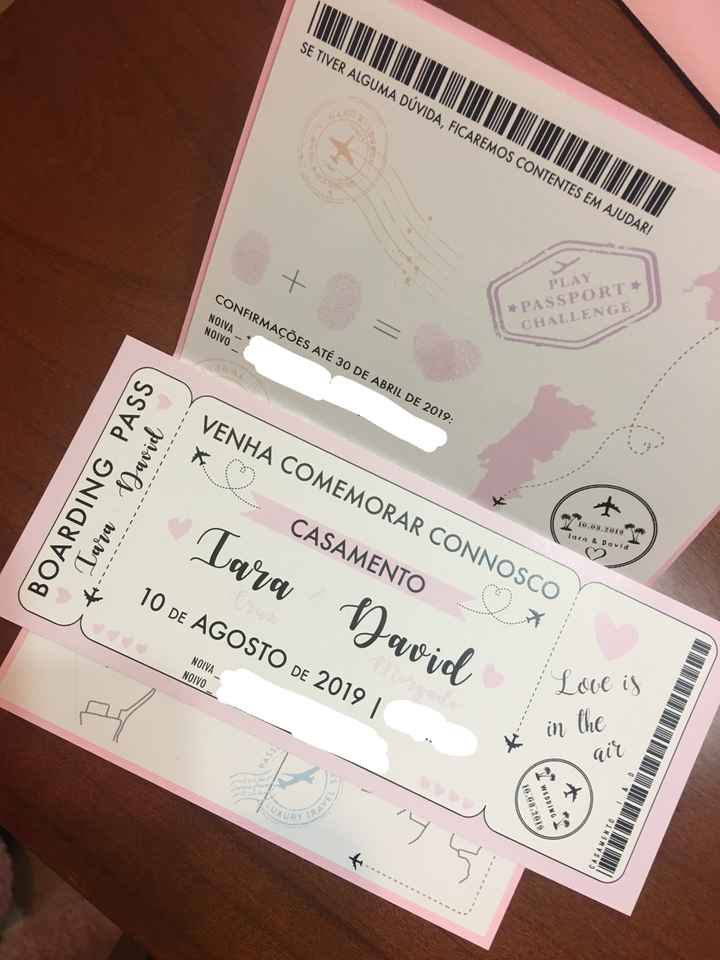 SE TIVER ALGUMA DÚVIDA, FICAREMOS CONTENTES EM AJUDAR!
PLAY
PASSPORT
CHALLENGE
+
=
CONFIRMAÇÕES ATÉ 30 DE ABRIL DE 2019:
NOIVA –
NOIVO –
10.08.2019
Iara & David
BOARDING PASS
Iara David
VENHA COMEMORAR CONNOSCO
CASAMENTO
Iara &
Cruz
David
Morgado
10 DE AGOSTO DE 2019 |
NOIVA –
NOIVO –
Love is
in the
air
WEDDING
10.08.2019
CASAMENTO I & D
LUXURY TRAVEL